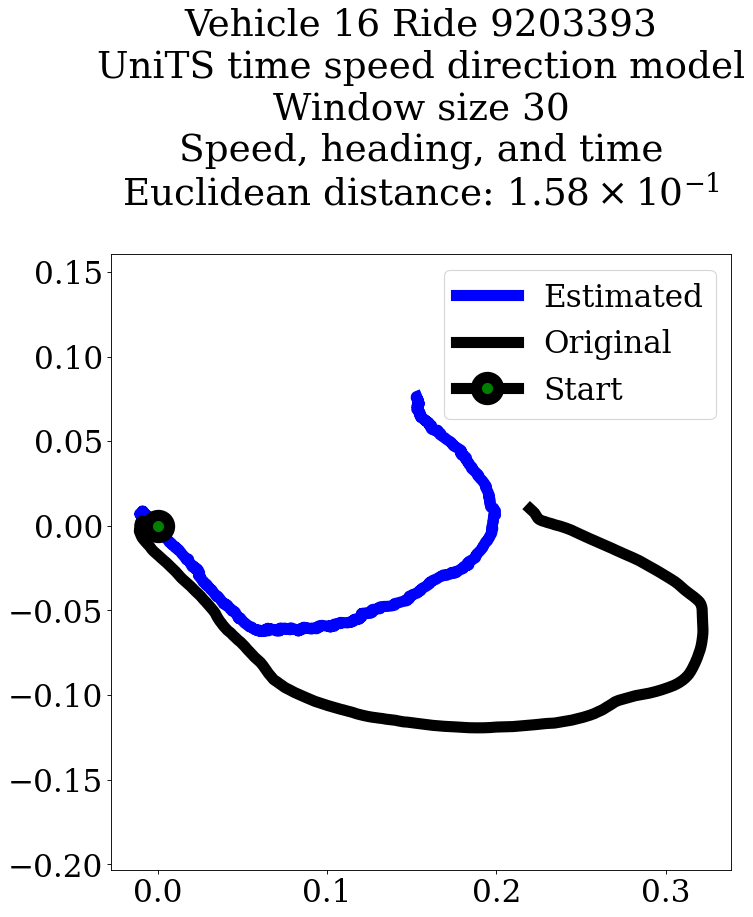 Vehicle 16 Ride 9203393
UniTS time speed direction model
Window size 30
Speed, heading, and time
Euclidean distance: 1.58 × 10⁻¹
0.15
0.10
0.05
0.00
−0.05
−0.10
−0.15
−0.20
Estimated
Original
Start
0.0 0.1 0.2 0.3